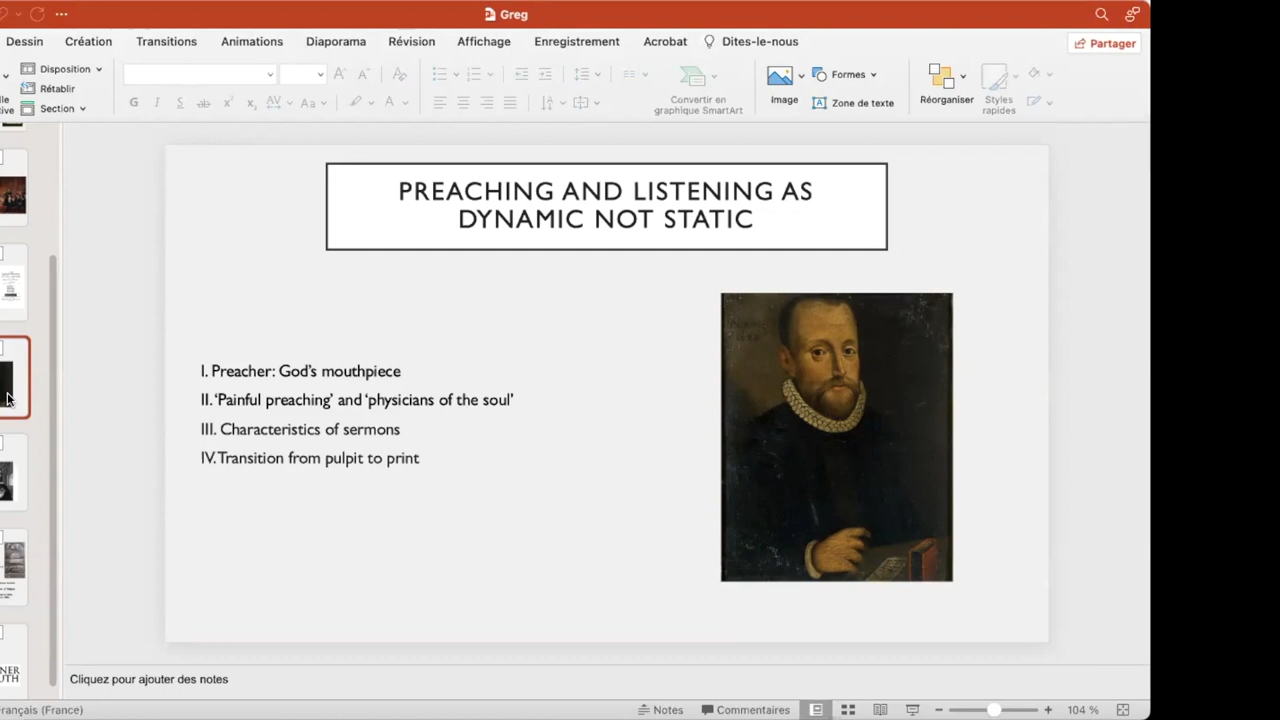 Greg
Dessin Création Transitions Animations Diaporama Révision Affichage Enregistrement Acrobat Dites-le-nous Partager
Disposition
Rétablir
Section
Convertir en
graphique SmartArt
Image
Formes
Zone de texte
Réorganiser
Styles
rapides
PREACHING AND LISTENING AS
DYNAMIC NOT STATIC
I. Preacher: God's mouthpiece
II. 'Painful preaching' and 'physicians of the soul'
III. Characteristics of sermons
IV. Transition from pulpit to print
Cliquez pour ajouter des notes
rançais (France) Notes Commentaires 104 %